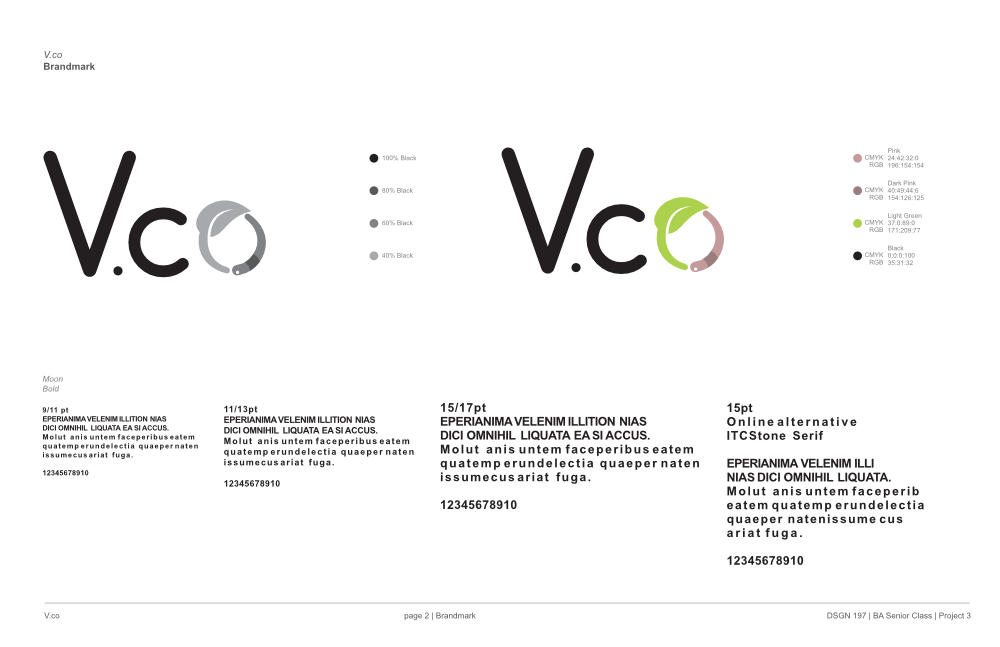 V.co
Brandmark
V.co
100% Black
80% Black
60% Black
40% Black
V.co
Pink
CMYK 24:42:32:0
RGB 196:154:154
Dark Pink
CMYK 40:49:44:6
RGB 154:126:125
Light Green
CMYK 37:0:89:0
RGB 171:209:77
Black
CMYK 0:0:0:100
RGB 35:31:32
Moon
Bold
9/11 pt
EPERIANIMA VELENIM ILLITION NIAS
DICI OMNIHIL LIQUATA EA SI ACCUS.
Molut anis untem faceperibus eatem
quatemp erundelectia quaeper naten
issumecus ariat fuga.
12345678910
11/13pt
EPERIANIMA VELENIM ILLITION NIAS
DICI OMNIHIL LIQUATA EA SI ACCUS.
Molut anis untem faceperibus eatem
quatemp erundelectia quaeper naten
issumecus ariat fuga.
12345678910
15/17pt
EPERIANIMA VELENIM ILLITION NIAS
DICI OMNIHIL LIQUATA EA SI ACCUS.
Molut anis untem faceperibus eatem
quatemp erundelectia quaeper naten
issumecus ariat fuga.
12345678910
15pt
Online alternative
ITCStone Serif
EPERIANIMA VELENIM ILLI
NIAS DICI OMNIHIL LIQUATA.
Molut anis untem faceperib
eatem quatemp erundelectia
quaeper natenissume cus
ariat fuga.
12345678910
V.co
page 2 | Brandmark
DSGN 197 | BA Senior Class | Project 3